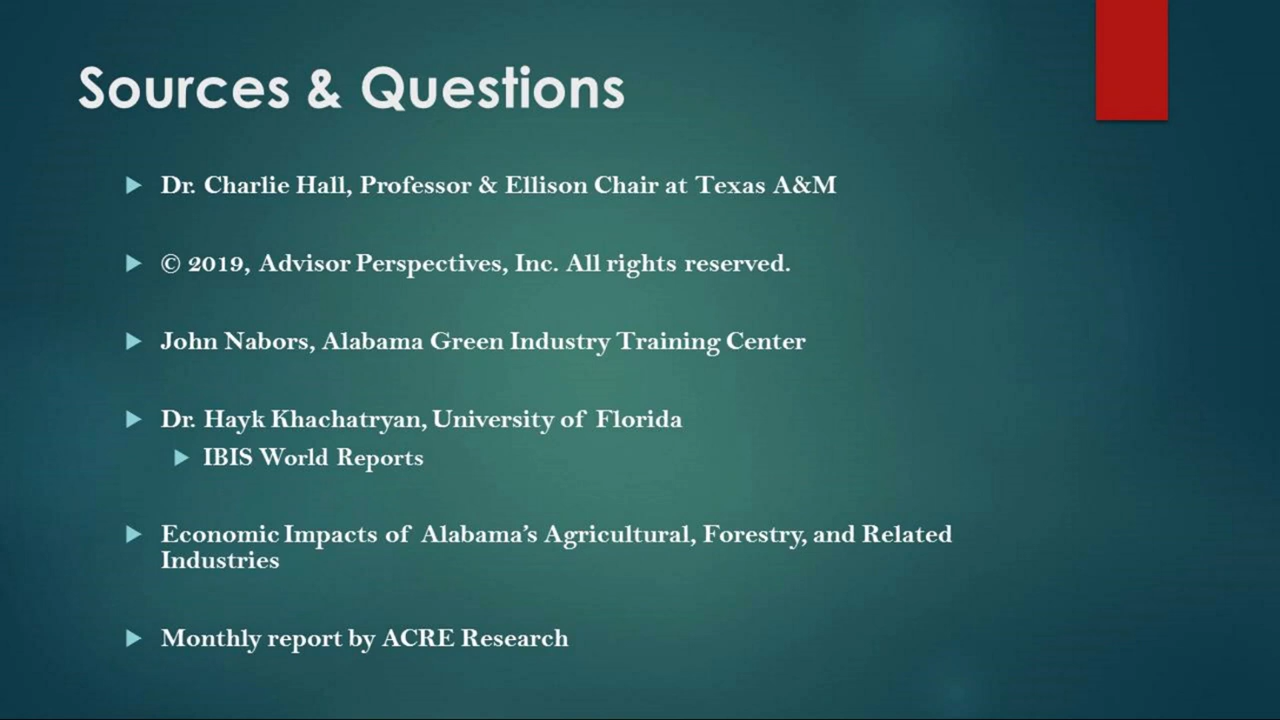 Sources & Questions
Dr. Charlie Hall, Professor & Ellison Chair at Texas A&M
© 2019, Advisor Perspectives, Inc. All rights reserved.
John Nabors, Alabama Green Industry Training Center
Dr. Hayk Khachatryan, University of Florida
IBIS World Reports
Economic Impacts of Alabama’s Agricultural, Forestry, and Related
Industries
Monthly report by ACRE Research